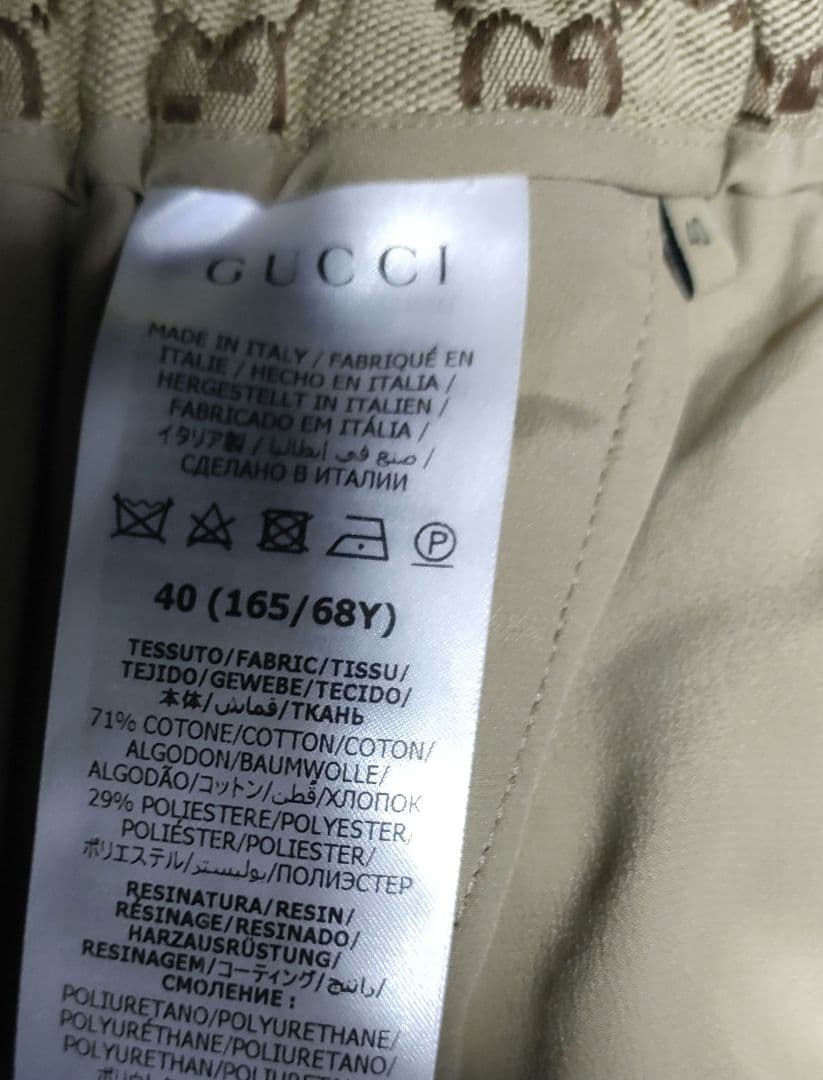 GUCCI
MADE IN ITALY / FABRIQUÉ EN
ITALIE / HECHO EN ITALIA /
HERGESTELLT IN ITALIEN /
FABRICADO EM ITÁLIA /
イタリア製 / صنع في إيطاليا /
СДЕЛАНО В ИТАЛИИ
P
40 (165/68Y)
TESSUTO/FABRIC/TISSU/
TEJIDO/GEWEBE/TECIDO/
本体/قماش/ТКАНЬ
71% COTONE/COTTON/COTON/
ALGODON/BAUMWOLLE/
ALGODÃO/コットン/قطن/ХЛОПОК
29% POLIESTERE/POLYESTER/
POLIÉSTER/POLIESTER/
ポリエステル/بوليستر/ПОЛИЭСТЕР
RESINATURA/RESIN/
RÉSINAGE/RESINADO/
HARZAUSRÜSTUNG/
RESINAGEM/コーティング/راتنج/
СМОЛЕНИЕ :
POLIURETANO/POLYURETHANE/
POLYURÉTHANE/POLIURETANO/
POLYURETHAN/POLIURETANO/